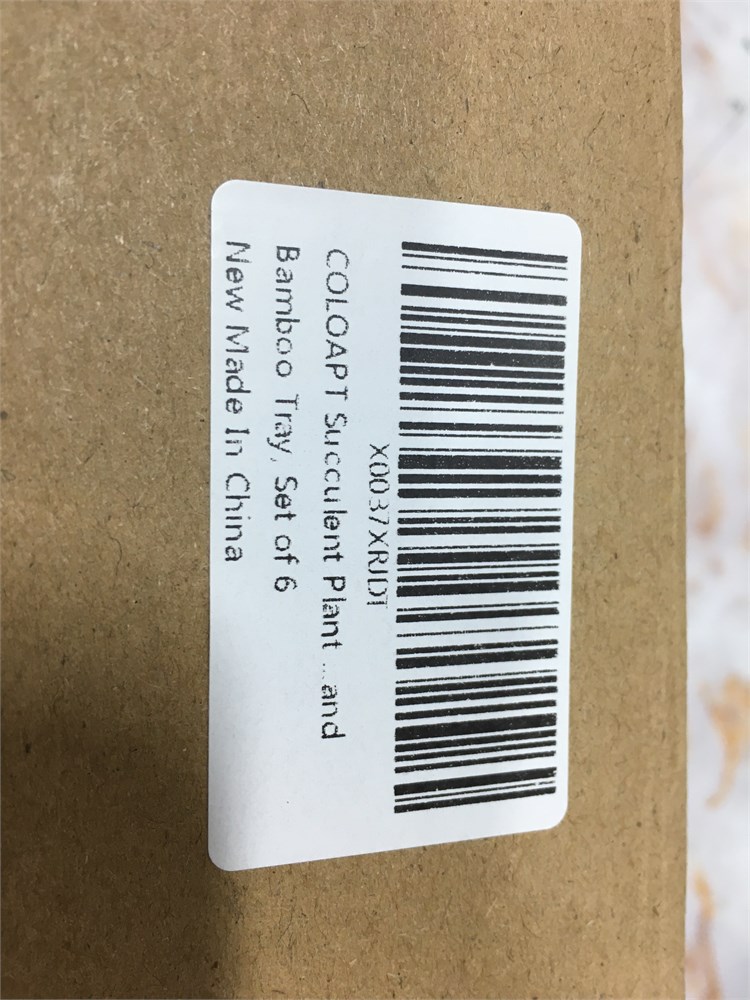 X0037XRJDT
COLOAPT Succulent Plant ...and
Bamboo Tray, Set of 6
New Made In China